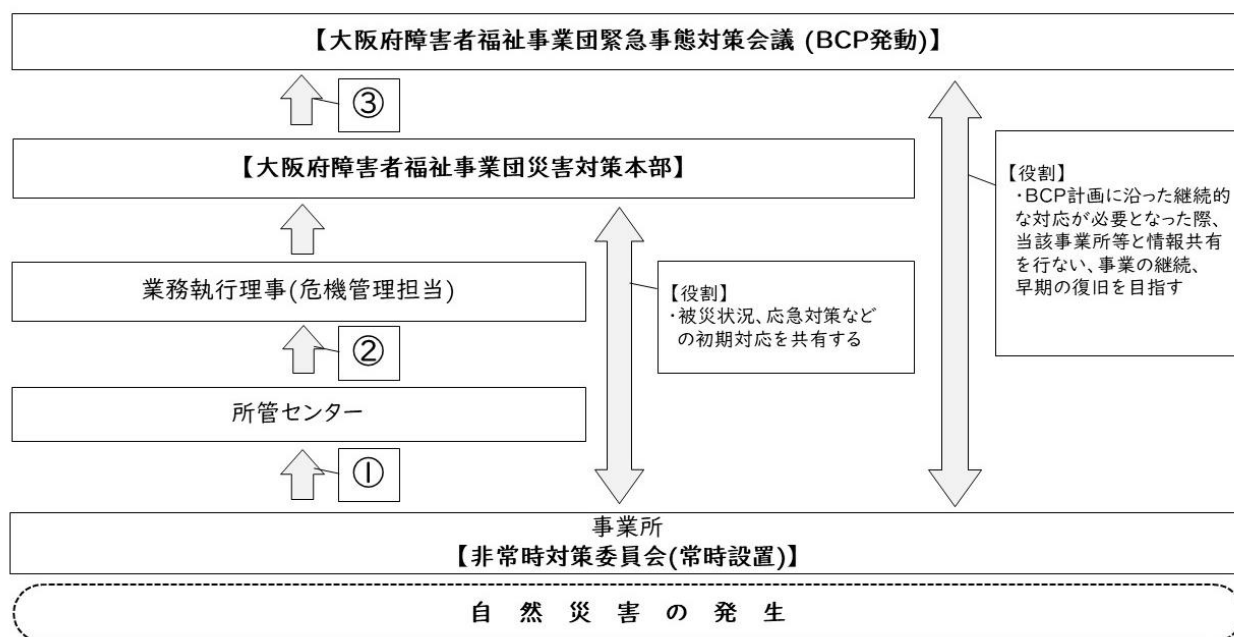 【大阪府障害者福祉事業団緊急事態対策会議 (BCP発動)】
③
【大阪府障害者福祉事業団災害対策本部】
【役割】
・BCP計画に沿った継続的
な対応が必要となった際、
当該事業所等と情報共有
を行ない、事業の継続、
早期の復旧を目指す
業務執行理事(危機管理担当)
【役割】
・被災状況、応急対策など
の初期対応を共有する
②
所管センター
①
事業所
【非常時対策委員会(常時設置)】
自 然 災 害 の 発 生